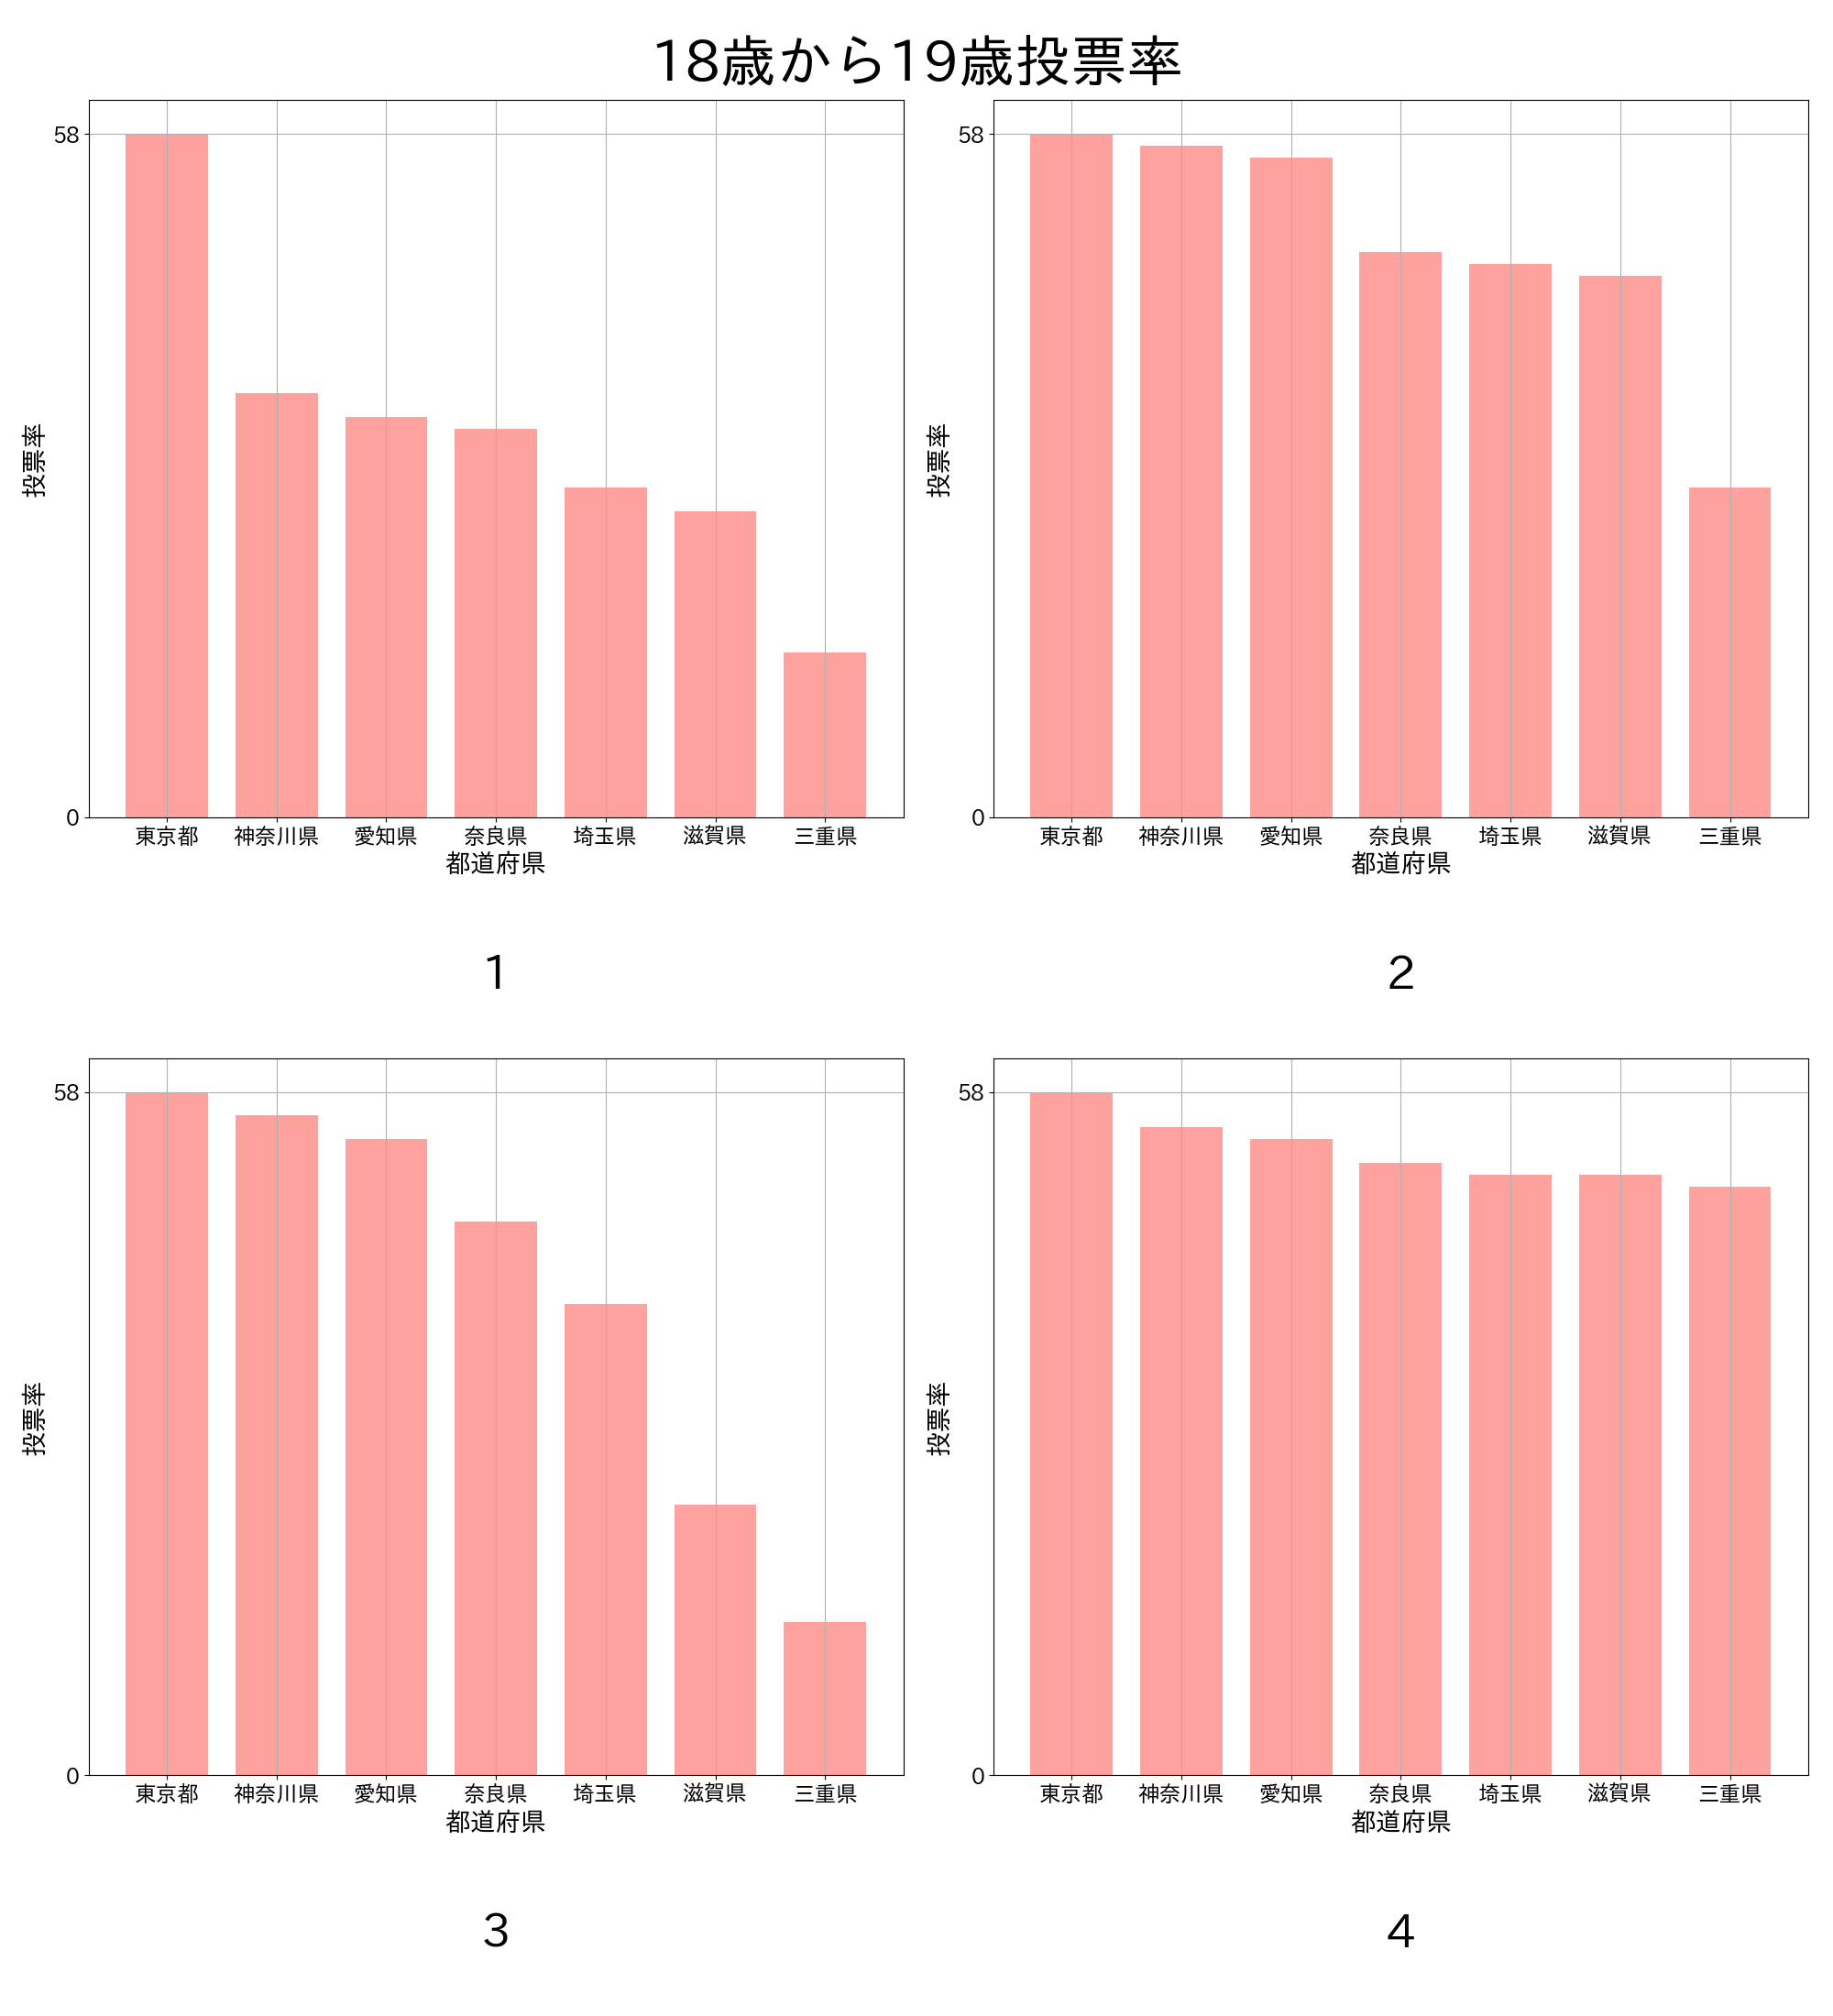 18歳から19歳投票率
58
0
投票率
東京都 神奈川県 愛知県 奈良県 埼玉県 滋賀県 三重県
都道府県
1
58
0
投票率
東京都 神奈川県 愛知県 奈良県 埼玉県 滋賀県 三重県
都道府県
2
58
0
投票率
東京都 神奈川県 愛知県 奈良県 埼玉県 滋賀県 三重県
都道府県
3
58
0
投票率
東京都 神奈川県 愛知県 奈良県 埼玉県 滋賀県 三重県
都道府県
4